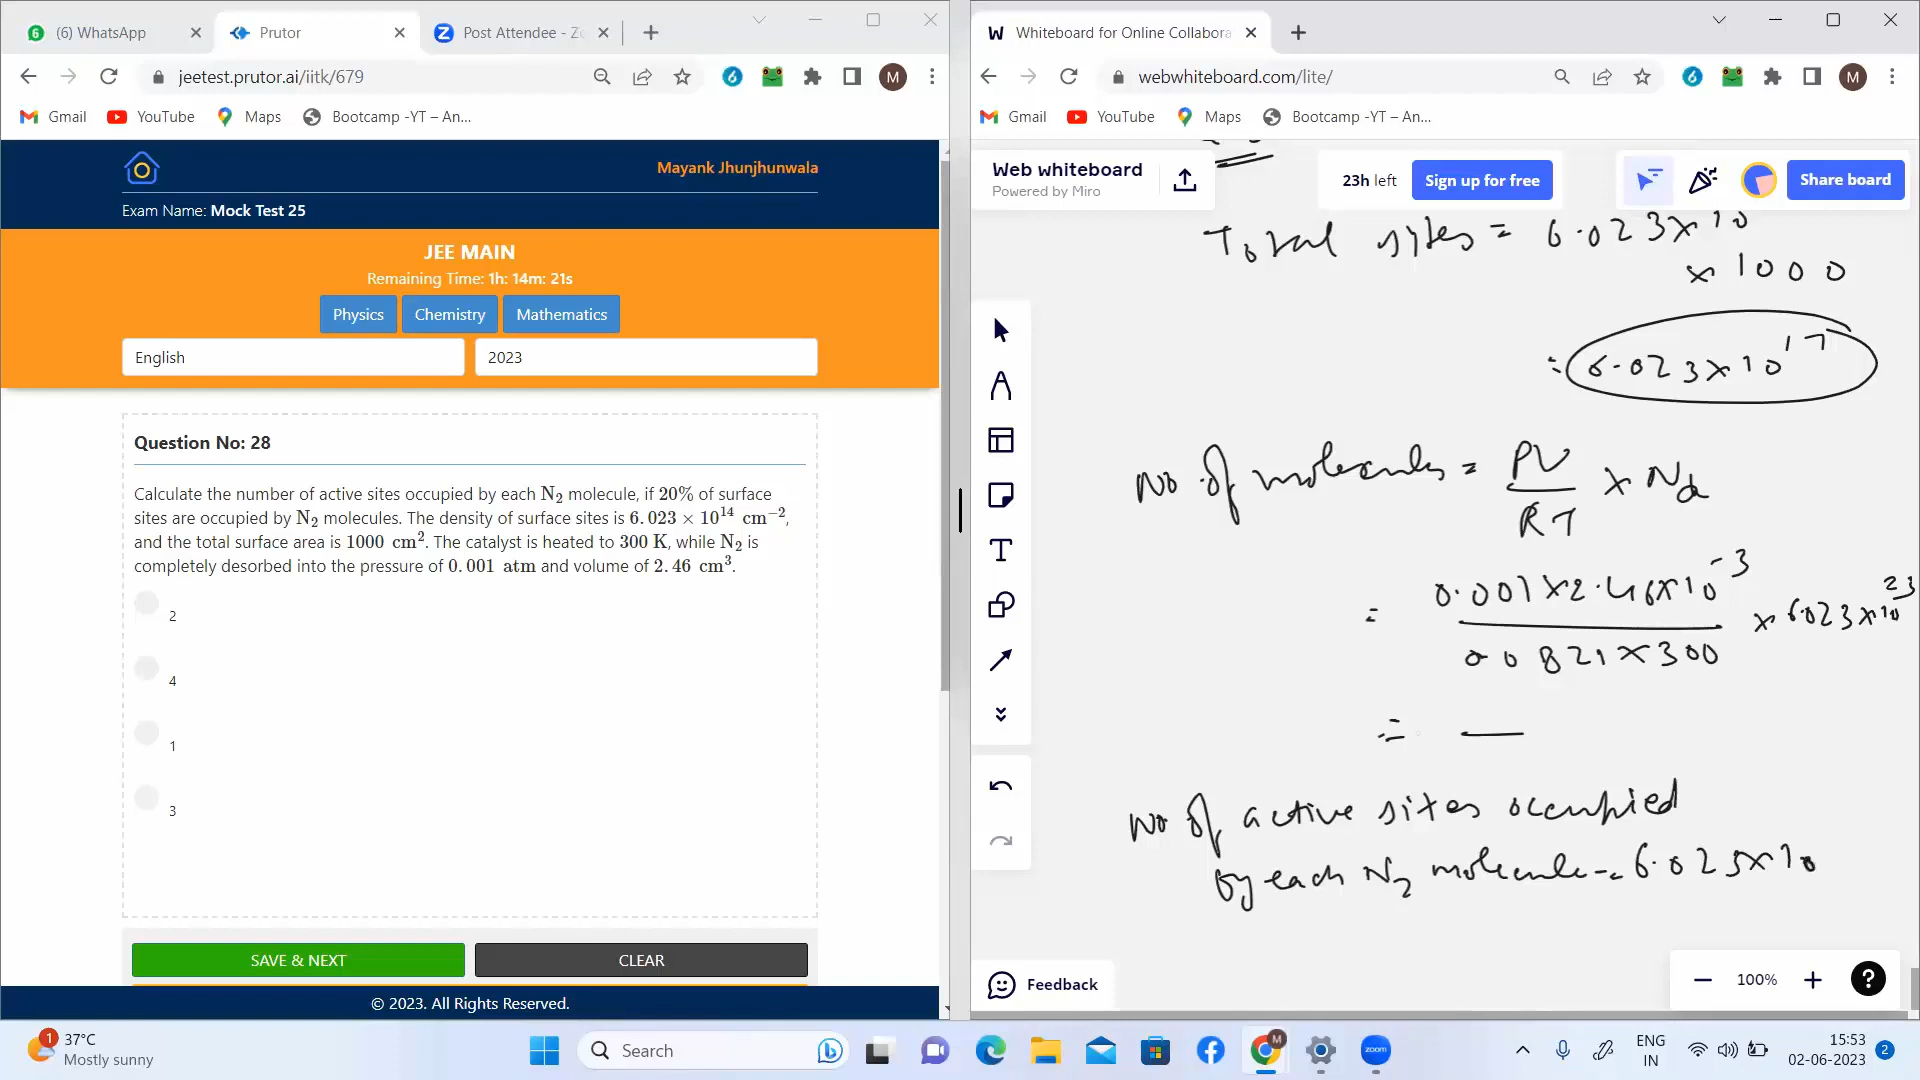 (6) WhatsApp
Prutor
Post Attendee - Zo
jeetest.prutor.ai/iitk/679
M
Gmail
YouTube
Maps
Bootcamp -YT – An...
Mayank Jhunjhunwala
Exam Name: Mock Test 25
JEE MAIN
Remaining Time: 1h: 14m: 21s
Physics
Chemistry
Mathematics
English
2023
Question No: 28
Calculate the number of active sites occupied by each N₂ molecule, if 20% of surface
sites are occupied by N₂ molecules. The density of surface sites is 6.023 × 10¹⁴ cm⁻²,
and the total surface area is 1000 cm². The catalyst is heated to 300 K, while N₂ is
completely desorbed into the pressure of 0.001 atm and volume of 2.46 cm³.
2
4
1
3
SAVE & NEXT
CLEAR
© 2023. All Rights Reserved.
Whiteboard for Online Collabora
webwhiteboard.com/lite/
M
Gmail
YouTube
Maps
Bootcamp -YT – An...
Web whiteboard
Powered by Miro
23h left
Sign up for free
Share board
Total sites = 6.023×10
× 1000
= 6.023×10¹⁷
No of molecules = PV/RT × Na
= 0.001×2.46×10⁻³ / 0.0821×300 × 6.023×10²³
= —
No of active sites occupied
by each N₂ molecule = 6.023×10
Feedback
100%
37°C
Mostly sunny
Search
zoom
ENG
IN
15:53
02-06-2023
2